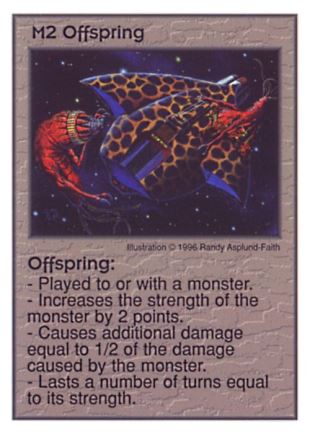 M2 Offspring
Illustration © 1996 Randy Asplund-Faith
Offspring:
- Played to or with a monster.
- Increases the strength of the
monster by 2 points.
- Causes additional damage
equal to 1/2 of the damage
caused by the monster.
- Lasts a number of turns equal
to its strength.